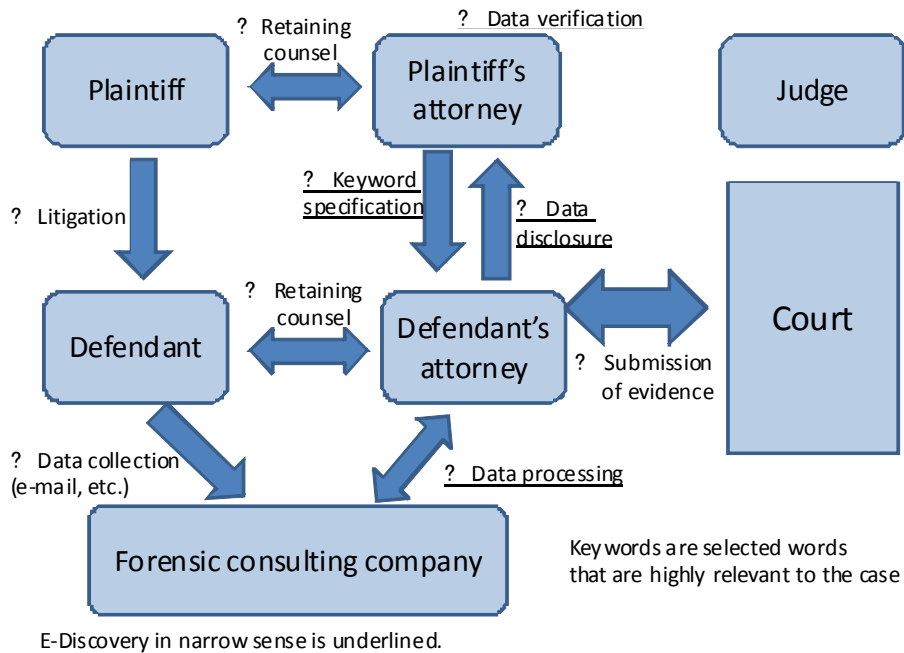 ? Retaining
counsel
? Data verification
Plaintiff
Plaintiff's
attorney
Judge
? Litigation
? Keyword
specification
? Data
disclosure
? Retaining
counsel
Defendant
Defendant's
attorney
Court
? Submission
of evidence
? Data collection
(e-mail, etc.)
? Data processing
Forensic consulting company
Keywords are selected words
that are highly relevant to the case
E-Discovery in narrow sense is underlined.